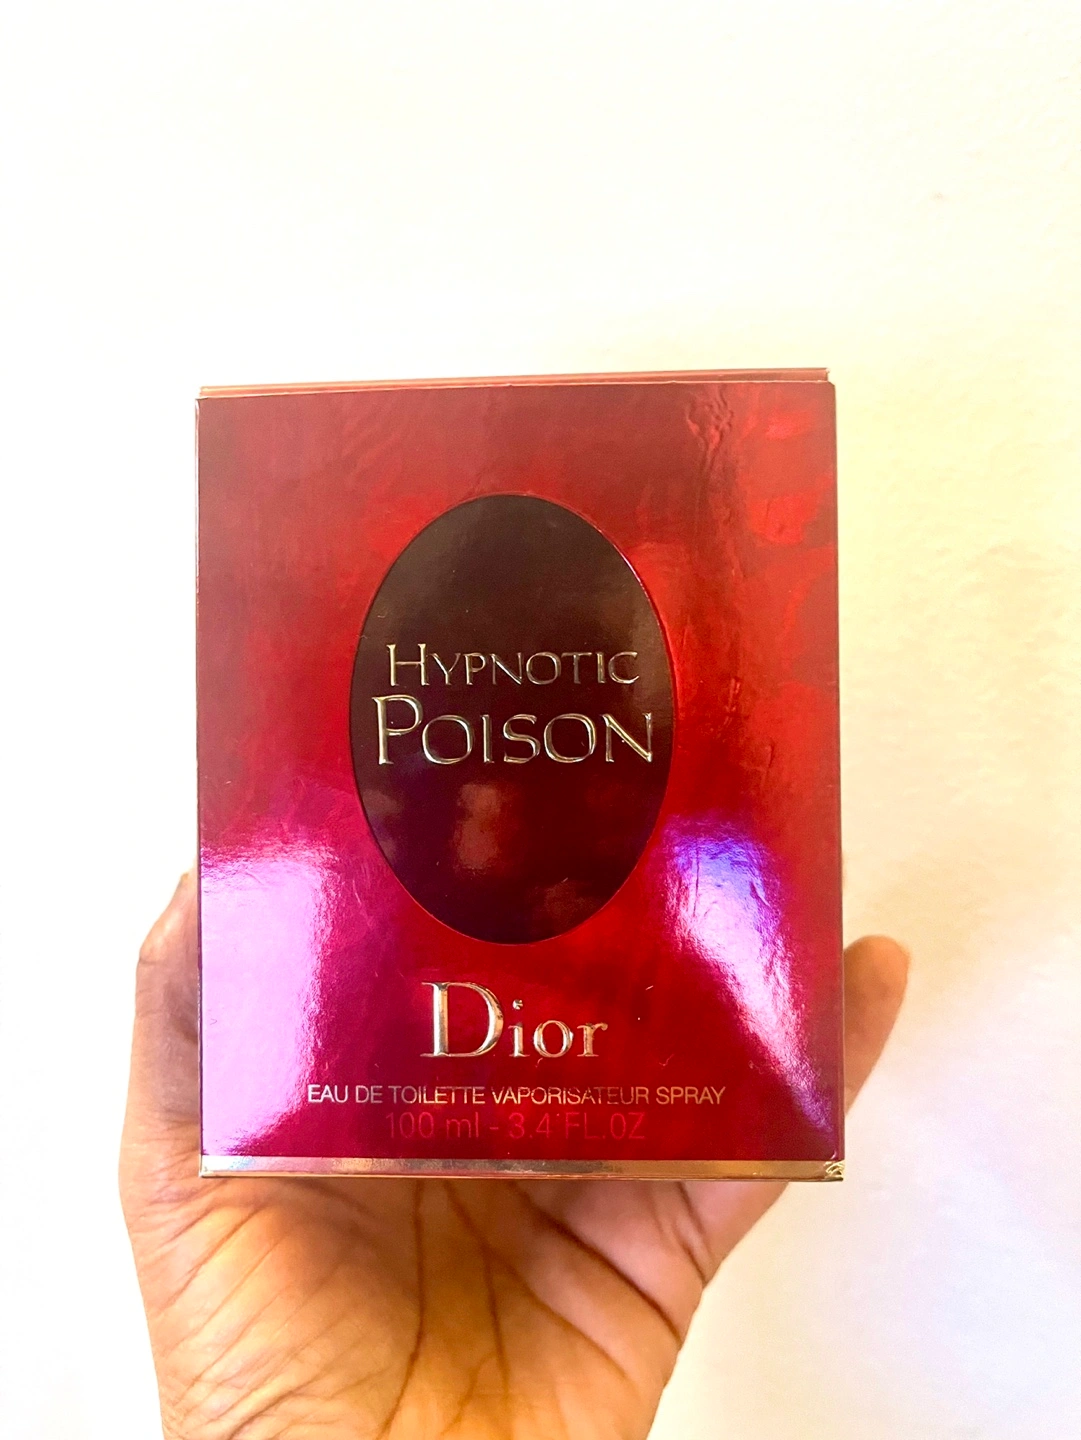 HYPNOTIC
POISON
Dior
EAU DE TOILETTE VAPORISATEUR SPRAY
100 ml - 3.4 FL.OZ